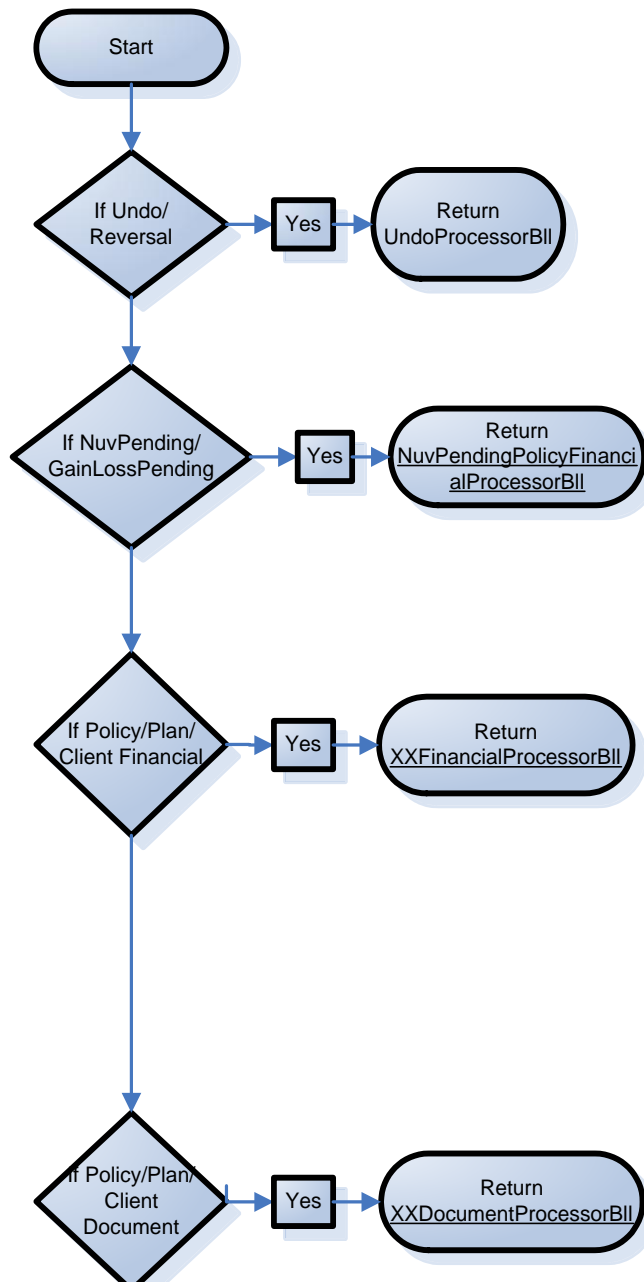 Start
If Undo/
Reversal
Yes
Return
UndoProcessorBll
If NuvPending/
GainLossPending
Yes
Return
NuvPendingPolicyFinanci
alProcessorBll
If Policy/Plan/
Client Financial
Yes
Return
XXFinancialProcessorBll
If Policy/Plan/
Client
Document
Yes
Return
XXDocumentProcessorBll